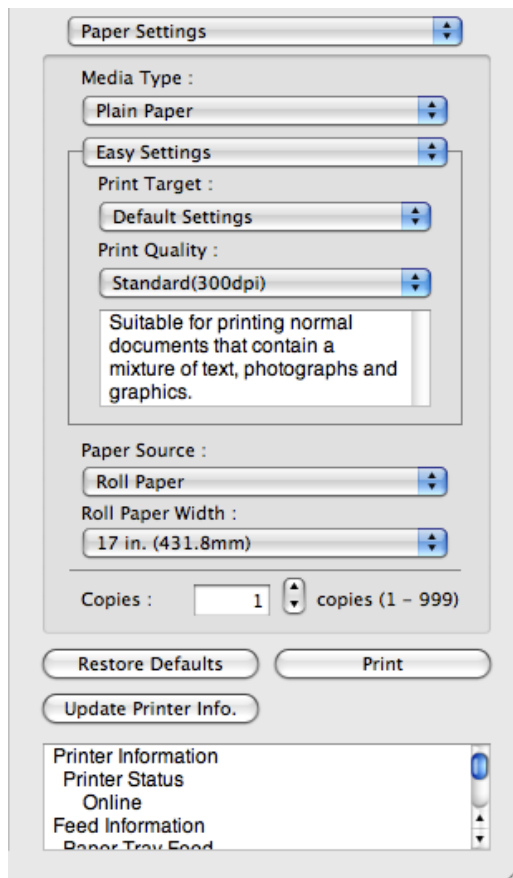 Paper Settings
Media Type :
Plain Paper
Easy Settings
Print Target :
Default Settings
Print Quality :
Standard(300dpi)
Suitable for printing normal
documents that contain a
mixture of text, photographs and
graphics.
Paper Source :
Roll Paper
Roll Paper Width :
17 in. (431.8mm)
Copies : 1 copies (1 – 999)
Restore Defaults Print
Update Printer Info.
Printer Information
Printer Status
Online
Feed Information
Paper Tray Feed